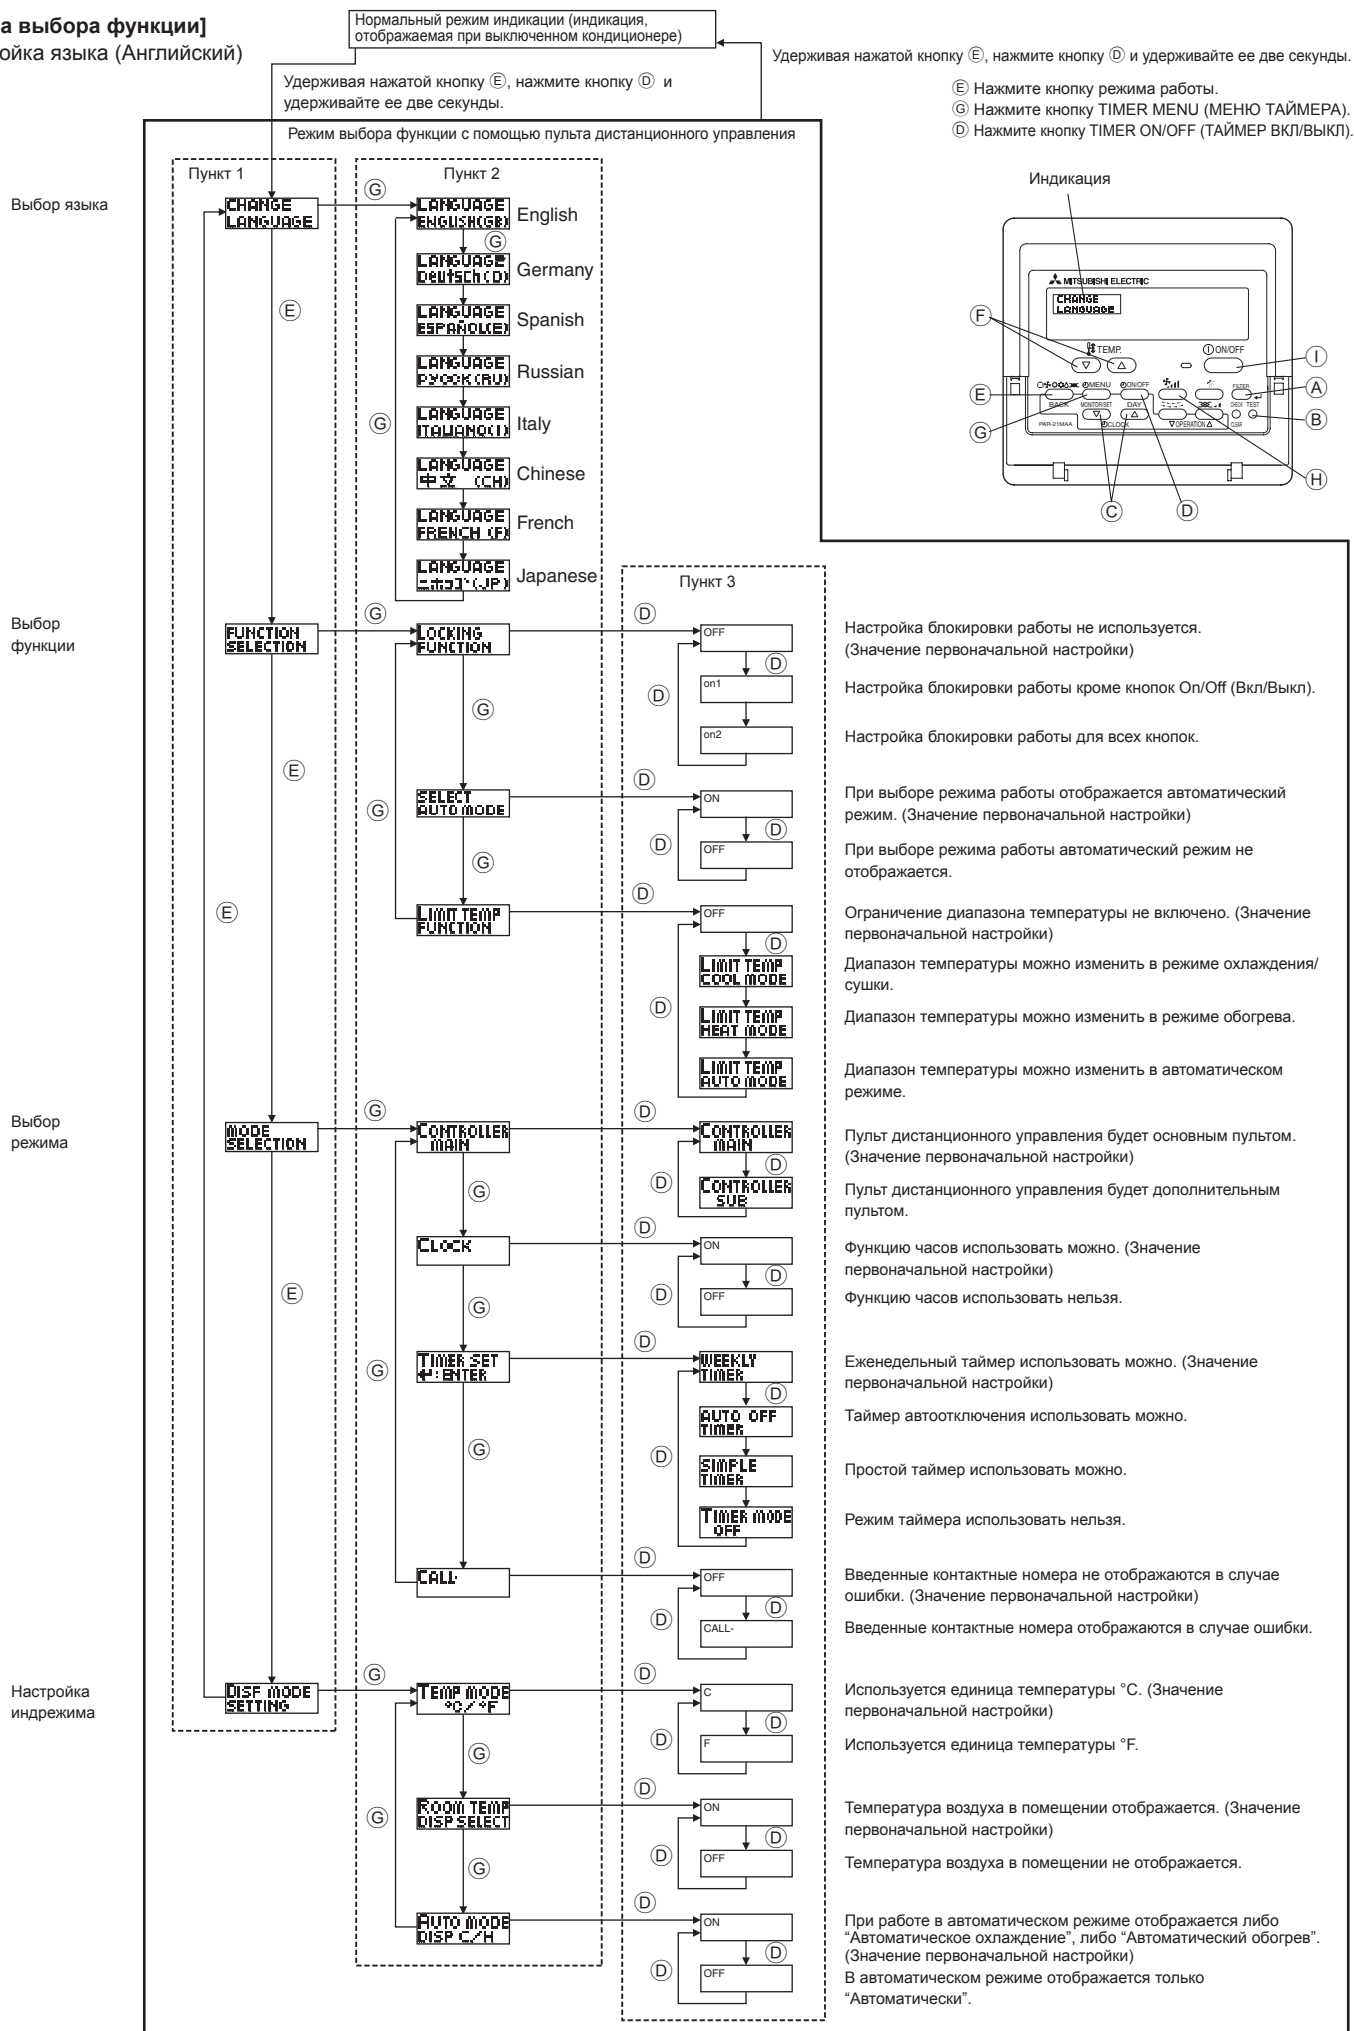 а выбора функции]
ойка языка (Английский)
Нормальный режим индикации (индикация,
отображаемая при выключенном кондиционере)
Удерживая нажатой кнопку Ⓔ, нажмите кнопку Ⓓ и удерживайте ее две секунды.
Удерживая нажатой кнопку Ⓔ, нажмите кнопку Ⓓ и
удерживайте ее две секунды.
Ⓔ Нажмите кнопку режима работы.
Ⓖ Нажмите кнопку TIMER MENU (МЕНЮ ТАЙМЕРА).
Ⓓ Нажмите кнопку TIMER ON/OFF (ТАЙМЕР ВКЛ/ВЫКЛ).
Режим выбора функции с помощью пульта дистанционного управления
Пункт 1
Пункт 2
Индикация
MITSUBISHI ELECTRIC
CHANGE
LANGUAGE
TEMP.
ON/OFF
MENU
ON/OFF
FILTER
BACK
MONITOR/SET
DAY
CHECK TEST
PAR-21MAA
CLOCK
OPERATION
CLEAR
Ⓕ
Ⓔ
Ⓖ
Ⓒ
Ⓓ
Ⓘ
Ⓐ
Ⓑ
Ⓗ
Выбор языка
CHANGE
LANGUAGE
Ⓖ
LANGUAGE
ENGLISH(GB)
English
Ⓖ
LANGUAGE
Deutsch(D)
Germany
Ⓔ
LANGUAGE
ESPAÑOL(E)
Spanish
LANGUAGE
РУССК(RU)
Russian
Ⓖ
LANGUAGE
ITALIANO(I)
Italy
LANGUAGE
中文 (CH)
Chinese
LANGUAGE
FRENCH (F)
French
LANGUAGE
ニホンゴ(JP)
Japanese
Пункт 3
Выбор
функции
FUNCTION
SELECTION
Ⓖ
LOCKING
FUNCTION
Ⓓ
OFF
Настройка блокировки работы не используется.
(Значение первоначальной настройки)
Ⓓ
Ⓓ
on1
Настройка блокировки работы кроме кнопок On/Off (Вкл/Выкл).
Ⓖ
on2
Настройка блокировки работы для всех кнопок.
Ⓔ
Ⓖ
SELECT
AUTO MODE
Ⓓ
ON
При выборе режима работы отображается автоматический
режим. (Значение первоначальной настройки)
Ⓓ
Ⓓ
OFF
При выборе режима работы автоматический режим не
отображается.
Ⓖ
Ⓔ
LIMIT TEMP
FUNCTION
Ⓓ
OFF
Ограничение диапазона температуры не включено. (Значение
первоначальной настройки)
Ⓓ
LIMIT TEMP
COOL MODE
Диапазон температуры можно изменить в режиме охлаждения/
сушки.
Ⓓ
LIMIT TEMP
HEAT MODE
Диапазон температуры можно изменить в режиме обогрева.
LIMIT TEMP
AUTO MODE
Диапазон температуры можно изменить в автоматическом
режиме.
Выбор
режима
MODE
SELECTION
Ⓖ
CONTROLLER
MAIN
Ⓓ
CONTROLLER
MAIN
Пульт дистанционного управления будет основным пультом.
(Значение первоначальной настройки)
Ⓓ
Ⓓ
CONTROLLER
SUB
Пульт дистанционного управления будет дополнительным
пультом.
Ⓖ
CLOCK
Ⓓ
ON
Функцию часов использовать можно. (Значение
первоначальной настройки)
Ⓓ
Ⓓ
OFF
Функцию часов использовать нельзя.
Ⓔ
Ⓖ
Ⓖ
TIMER SET
↵:ENTER
Ⓓ
WEEKLY
TIMER
Еженедельный таймер использовать можно. (Значение
первоначальной настройки)
Ⓓ
AUTO OFF
TIMER
Таймер автоотключения использовать можно.
Ⓖ
Ⓓ
SIMPLE
TIMER
Простой таймер использовать можно.
TIMER MODE
OFF
Режим таймера использовать нельзя.
CALL-
Ⓓ
OFF
Введенные контактные номера не отображаются в случае
ошибки. (Значение первоначальной настройки)
Ⓓ
Ⓓ
CALL-
Введенные контактные номера отображаются в случае ошибки.
Настройка
индрежима
DISP MODE
SETTING
Ⓖ
TEMP MODE
°C/°F
Ⓓ
C
Используется единица температуры °C. (Значение
первоначальной настройки)
Ⓓ
Ⓓ
F
Используется единица температуры °F.
Ⓖ
Ⓖ
ROOM TEMP
DISP SELECT
Ⓓ
ON
Температура воздуха в помещении отображается. (Значение
первоначальной настройки)
Ⓓ
Ⓓ
OFF
Температура воздуха в помещении не отображается.
Ⓖ
AUTO MODE
DISP C/H
Ⓓ
ON
При работе в автоматическом режиме отображается либо
“Автоматическое охлаждение”, либо “Автоматический обогрев”.
(Значение первоначальной настройки)
Ⓓ
Ⓓ
OFF
В автоматическом режиме отображается только
“Автоматически”.